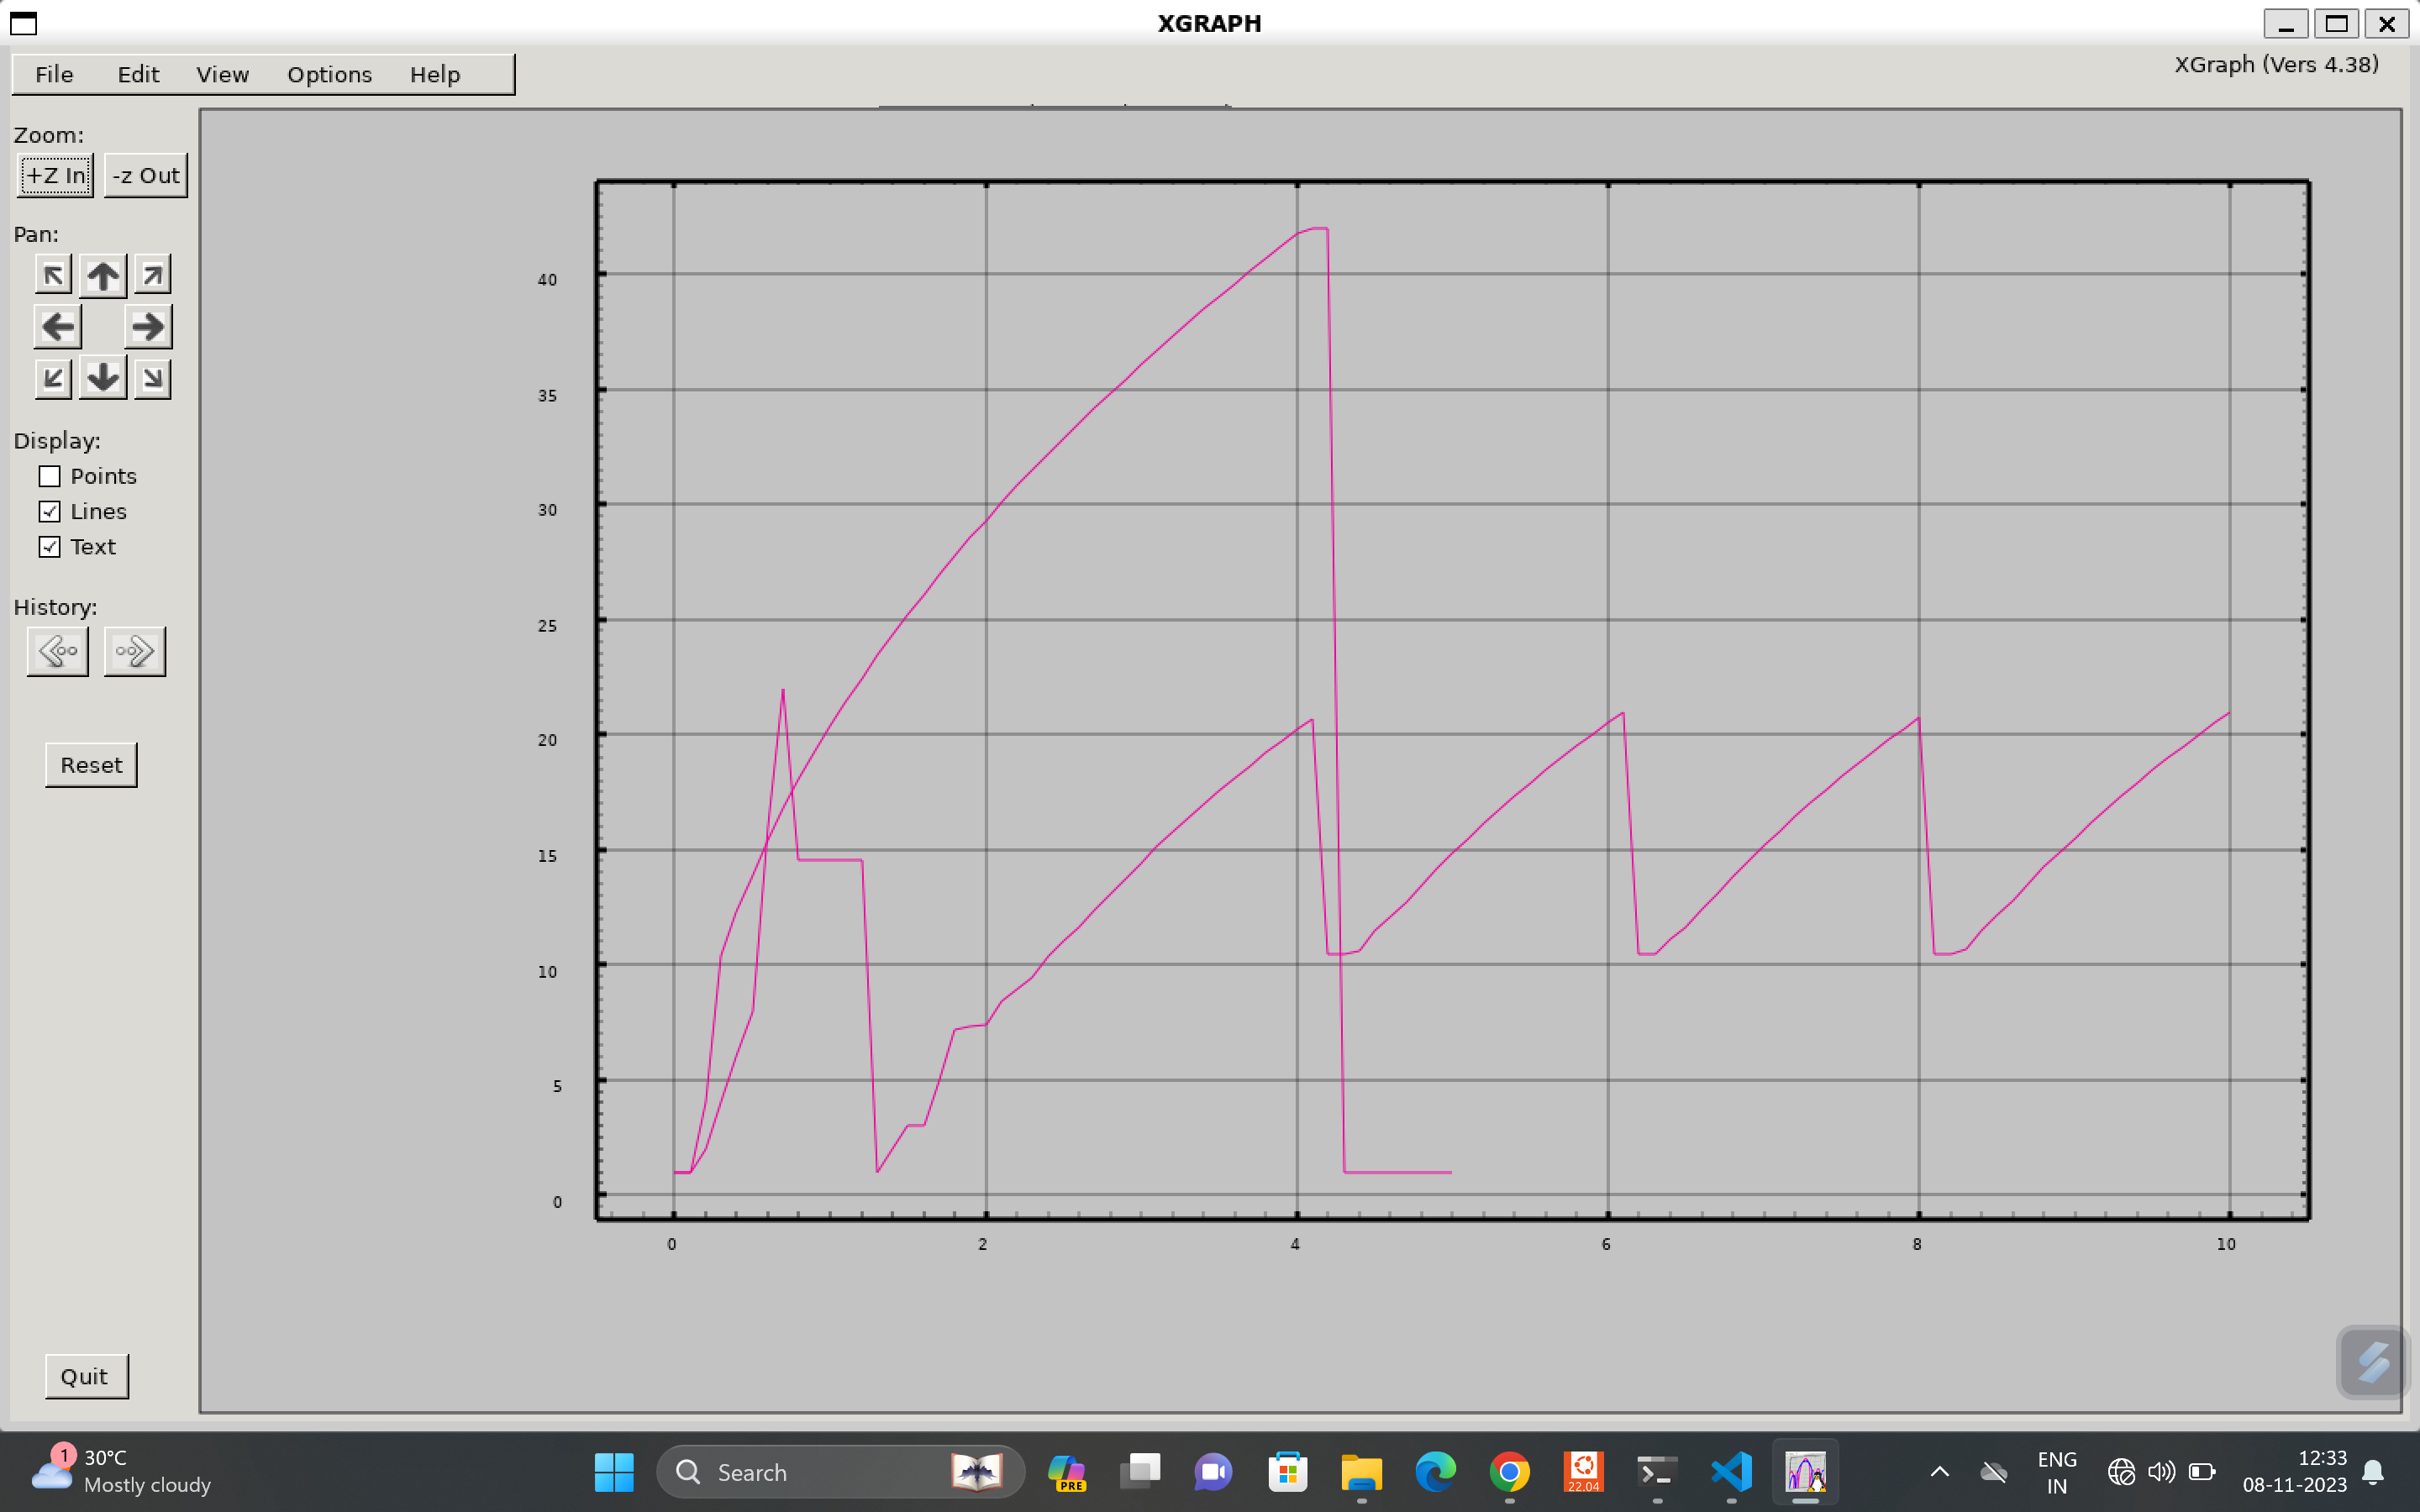 XGRAPH
File Edit View Options Help
XGraph (Vers 4.38)
Zoom:
+Z In -z Out
Pan:
Display:
Points
Lines
Text
History:
Reset
Quit
40
35
30
25
20
15
10
5
0
0 2 4 6 8 10
1
30°C
Mostly cloudy
Search
PRE
22.04
ENG
IN
12:33
08-11-2023